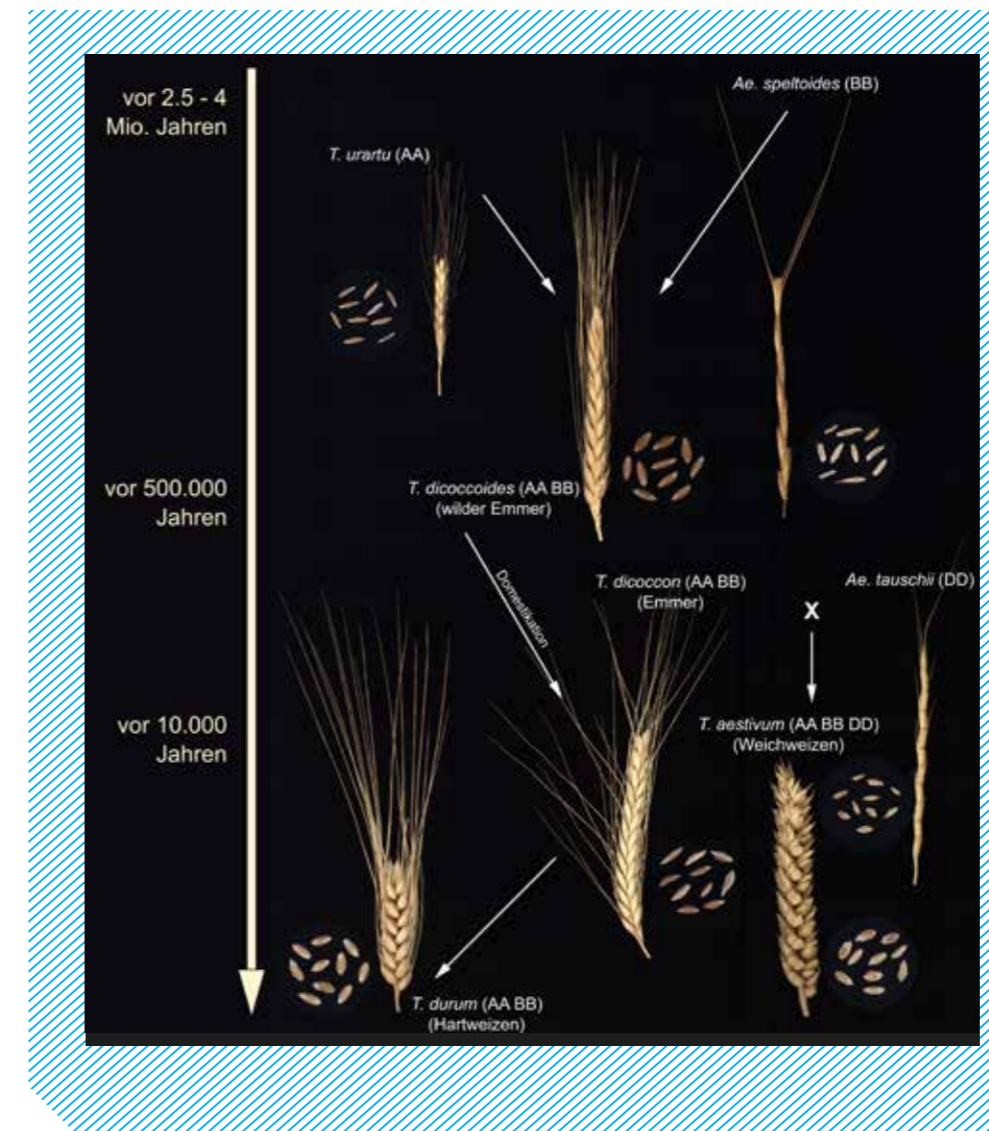 vor 2.5 - 4
Mio. Jahren
Ae. speltoides (BB)
T. urartu (AA)
vor 500.000
Jahren
T. dicoccoides (AA BB)
(wilder Emmer)
Domestikation
T. dicoccon (AA BB)
(Emmer)
Ae. tauschii (DD)
X
vor 10.000
Jahren
T. aestivum (AA BB DD)
(Weichweizen)
T. durum (AA BB)
(Hartweizen)